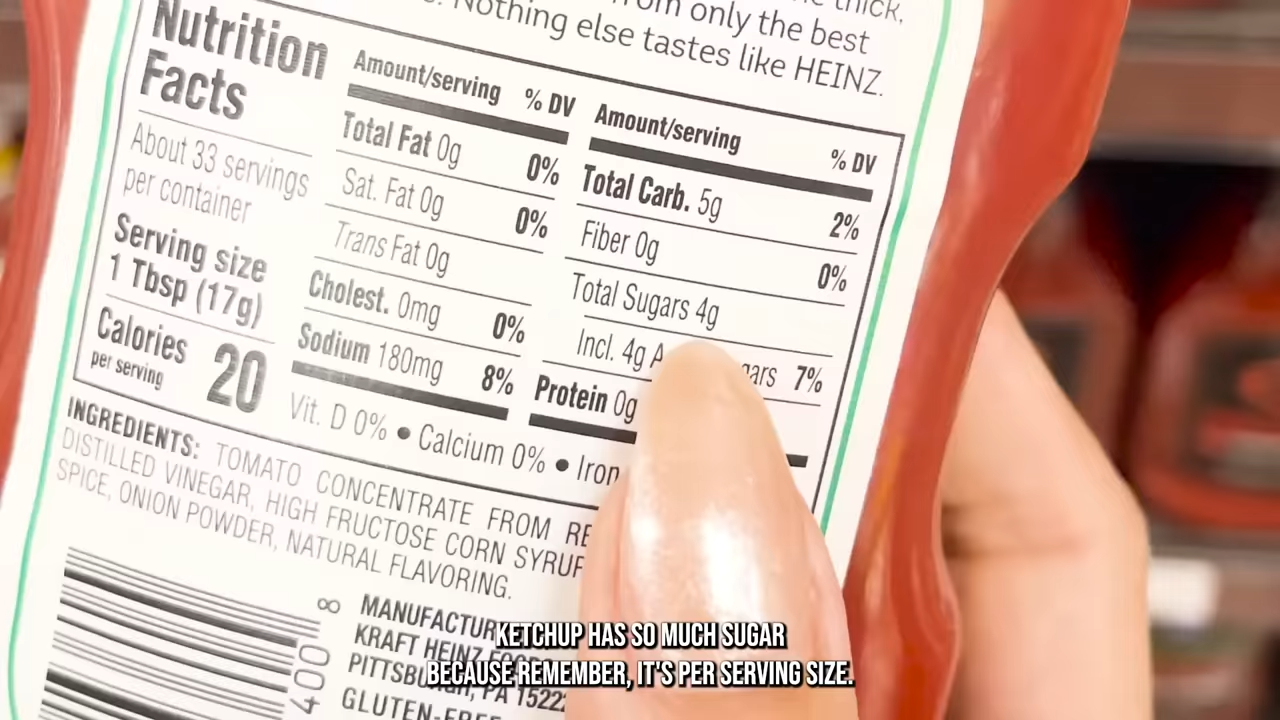 thick,
from only the best
Nothing else tastes like HEINZ.
Nutrition
Facts
About 33 servings
per container
Serving size
1 Tbsp (17g)
Calories
per serving
20
Amount/serving % DV
Total Fat 0g 0%
Sat. Fat 0g 0%
Trans Fat 0g
Cholest. 0mg 0%
Sodium 180mg 8%
Amount/serving % DV
Total Carb. 5g 2%
Fiber 0g 0%
Total Sugars 4g
Incl. 4g 7%
Protein 0g
Vit. D 0% ● Calcium 0% ● Iron
INGREDIENTS: TOMATO CONCENTRATE FROM
DISTILLED VINEGAR, HIGH FRUCTOSE CORN SYRUP
SPICE, ONION POWDER, NATURAL FLAVORING.
8
400
KRAFT HEINZ
PA 15222
GLUTEN-FREE
KETCHUP HAS SO MUCH SUGAR
BECAUSE REMEMBER, IT'S PER SERVING SIZE.